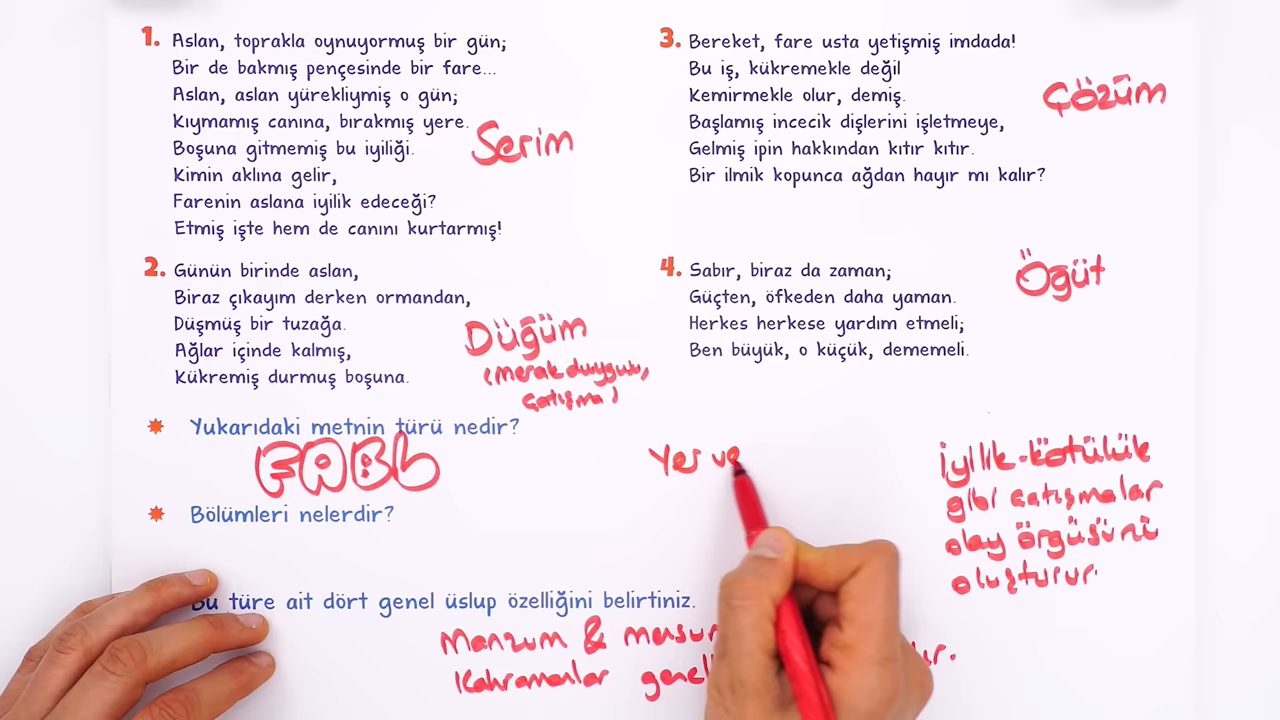 1. Aslan, toprakla oynuyormuş bir gün;
Bir de bakmış pençesinde bir fare...
Aslan, aslan yürekliymiş o gün;
Kıymamış canına, bırakmış yere.
Boşuna gitmemiş bu iyiliği.
Kimin aklına gelir,
Farenin aslana iyilik edeceği?
Etmiş işte hem de canını kurtarmış!
Serim
2. Günün birinde aslan,
Biraz çıkayım derken ormandan,
Düşmüş bir tuzağa.
Ağlar içinde kalmış,
Kükremiş durmuş boşuna.
Düğüm
(merak duygusu,
çatışma)
3. Bereket, fare usta yetişmiş imdada!
Bu iş, kükremekle değil
Kemirmekle olur, demiş.
Başlamış incecik dişlerini işletmeye,
Gelmiş ipin hakkından kıtır kıtır.
Bir ilmik kopunca ağdan hayır mı kalır?
Çözüm
4. Sabır, biraz da zaman;
Güçten, öfkeden daha yaman.
Herkes herkese yardım etmeli;
Ben büyük, o küçük, dememeli.
Öğüt
Yukarıdaki metnin türü nedir?
FABL
Bölümleri nelerdir?
Yer ve
İyilik-kötülük
gibi çatışmalar
olay örgüsünü
oluşturur.
Bu türe ait dört genel üslup özelliğini belirtiniz.
Manzum &
Kahramanlar